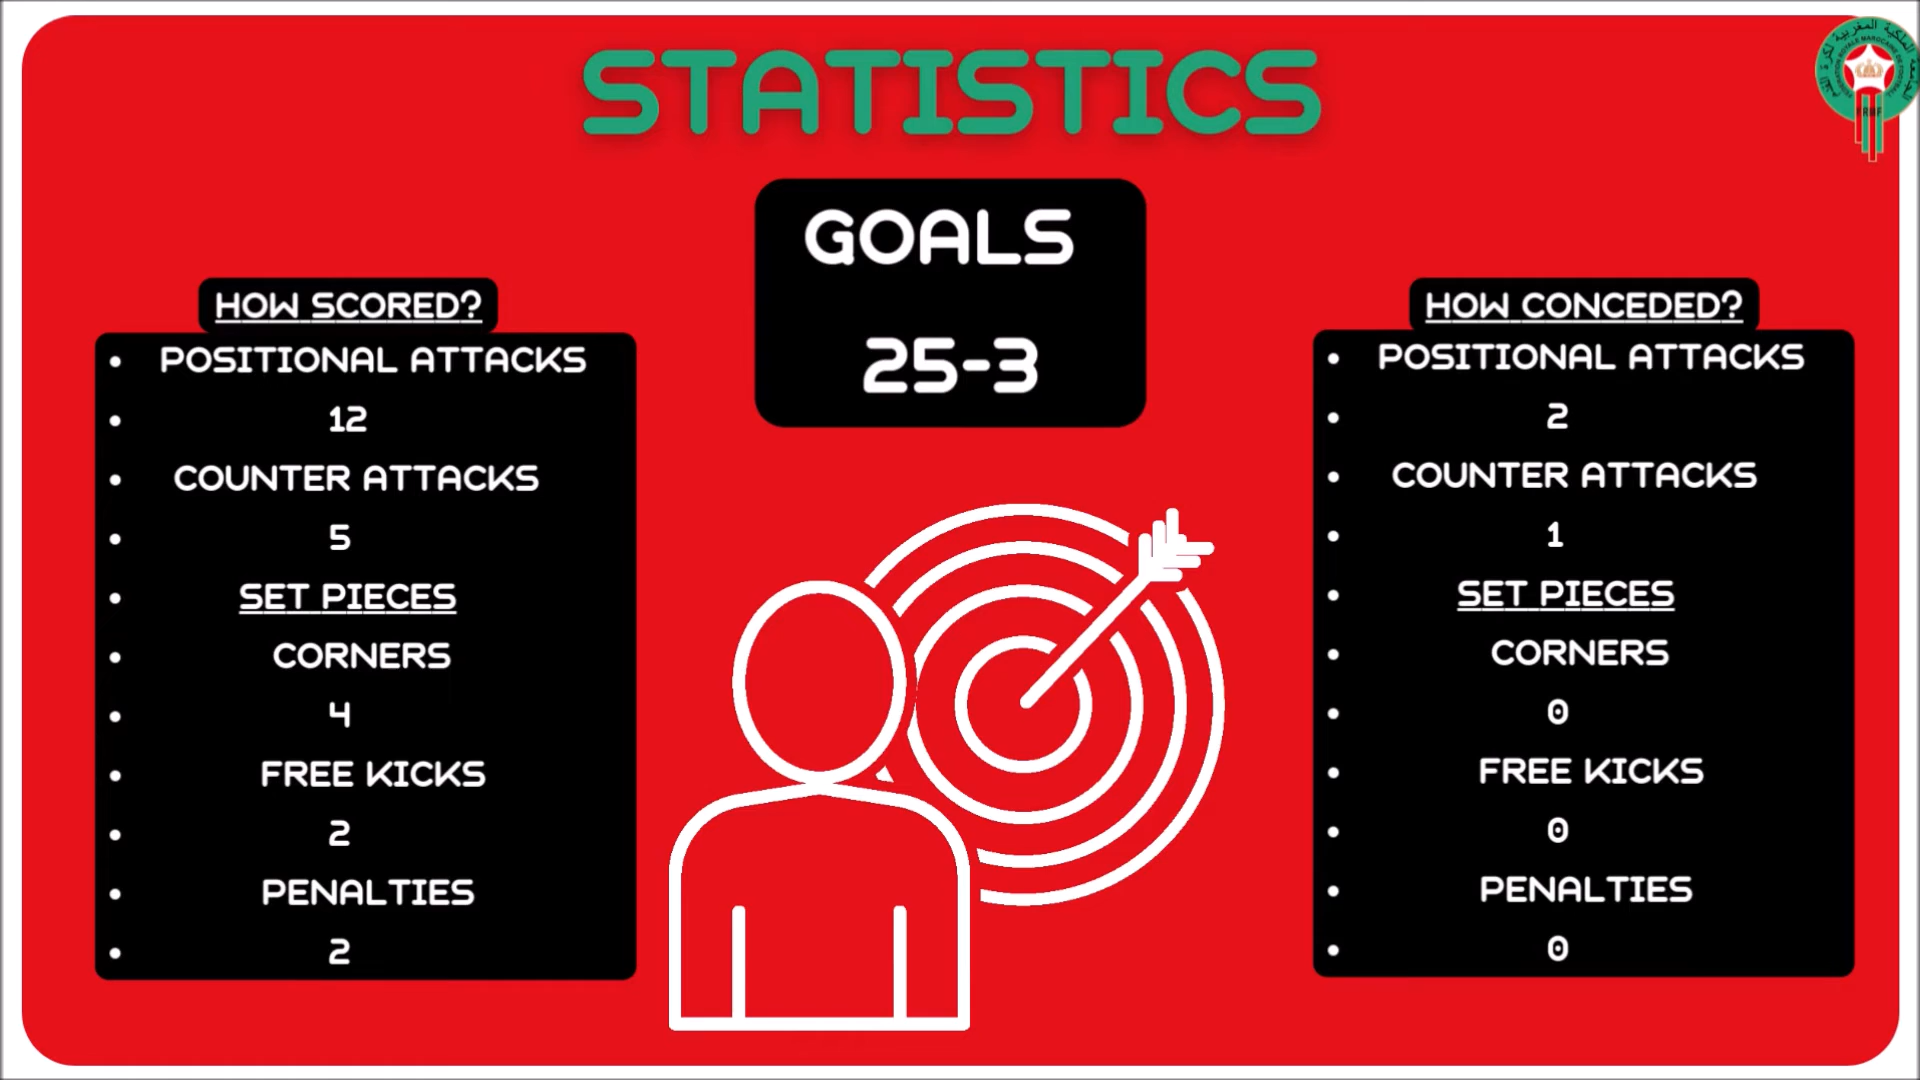 STATISTICS
GOALS
25-3
HOW SCORED?
POSITIONAL ATTACKS
12
COUNTER ATTACKS
5
SET PIECES
CORNERS
4
FREE KICKS
2
PENALTIES
2
HOW CONCEDED?
POSITIONAL ATTACKS
2
COUNTER ATTACKS
1
SET PIECES
CORNERS
0
FREE KICKS
0
PENALTIES
0